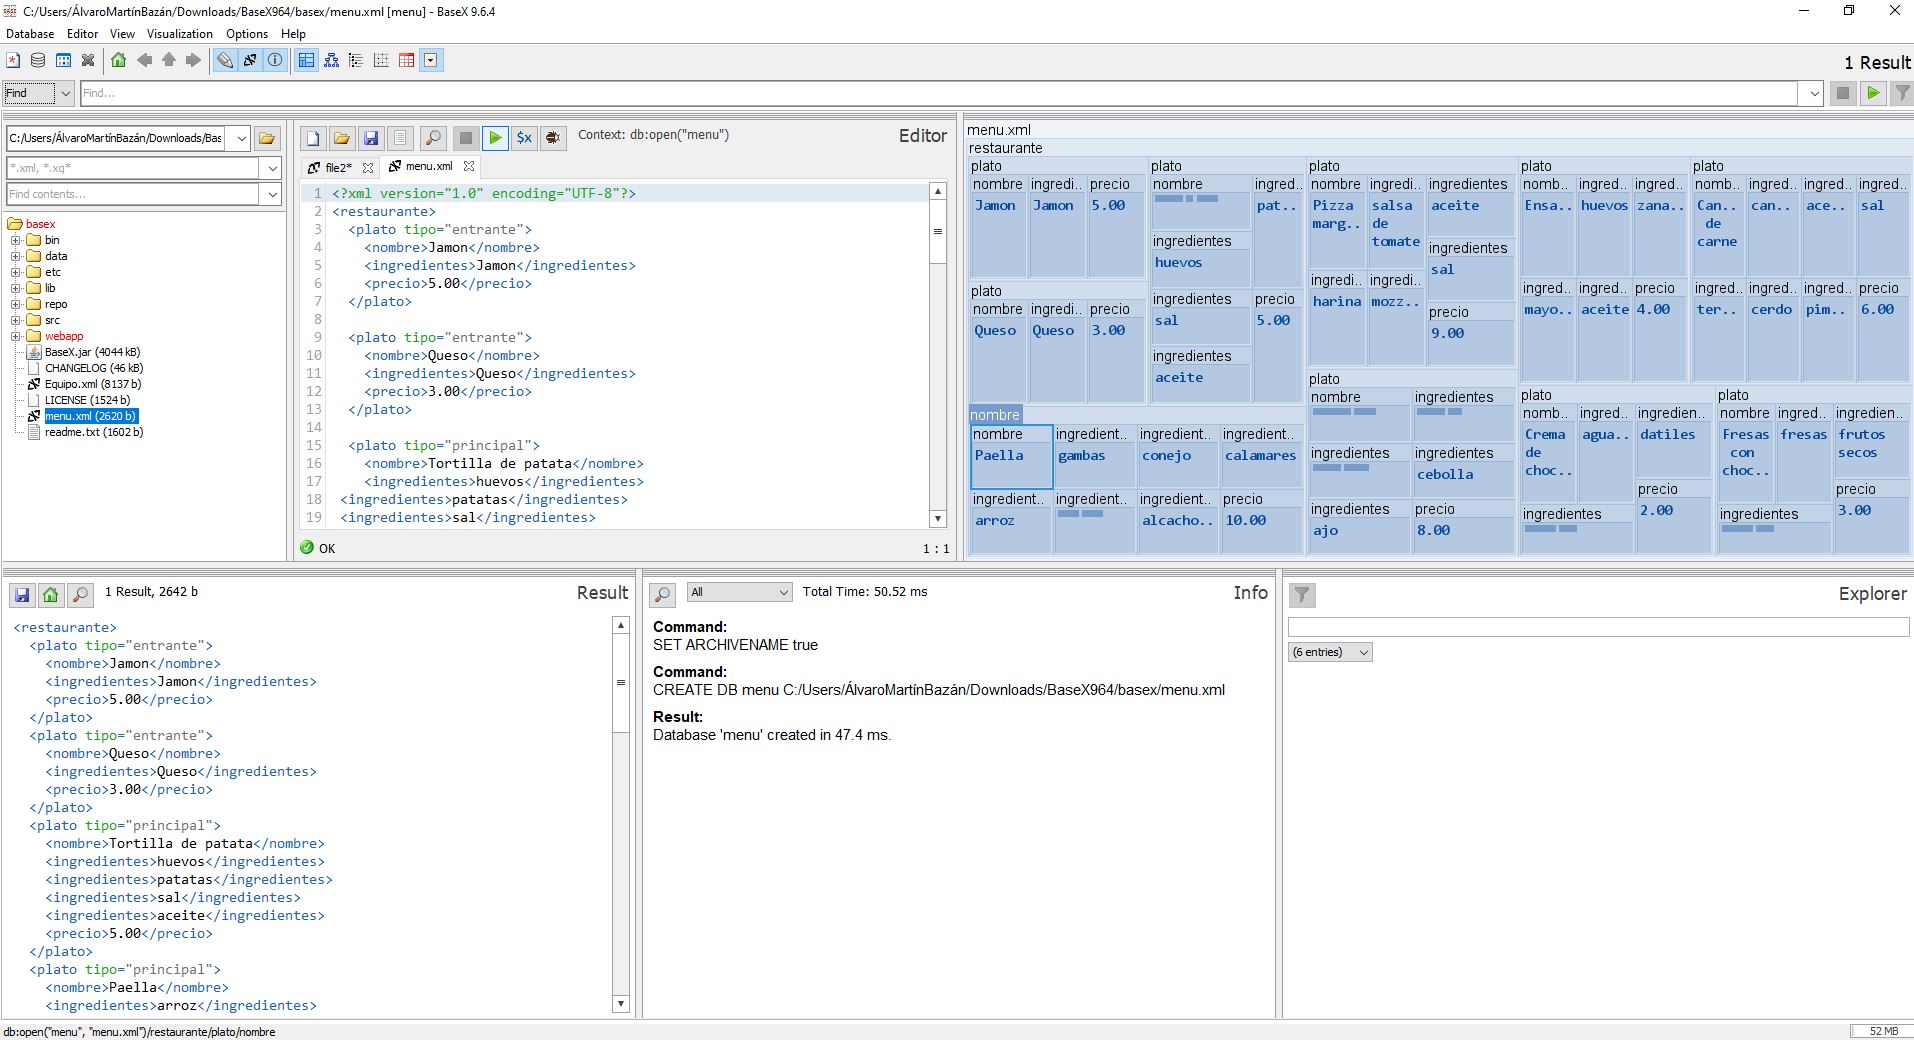 C:/Users/ÁlvaroMartínBazán/Downloads/BaseX964/basex/menu.xml [menu] - BaseX 9.6.4
Database Editor View Visualization Options Help
1 Result
Find Find...
C:/Users/ÁlvaroMartínBazán/Downloads/Bas
*.xml, *.xq*
Find contents...
basex
bin
data
etc
lib
repo
src
webapp
BaseX.jar (4044 kB)
CHANGELOG (46 kB)
Equipo.xml (8137 b)
LICENSE (1524 b)
menu.xml (2620 b)
readme.txt (1602 b)
$x Context: db:open("menu") Editor
file2* menu.xml
1 <?xml version="1.0" encoding="UTF-8"?>
2 <restaurante>
3 <plato tipo="entrante">
4 <nombre>Jamon</nombre>
5 <ingredientes>Jamon</ingredientes>
6 <precio>5.00</precio>
7 </plato>
8
9 <plato tipo="entrante">
10 <nombre>Queso</nombre>
11 <ingredientes>Queso</ingredientes>
12 <precio>3.00</precio>
13 </plato>
14
15 <plato tipo="principal">
16 <nombre>Tortilla de patata</nombre>
17 <ingredientes>huevos</ingredientes>
18 <ingredientes>patatas</ingredientes>
19 <ingredientes>sal</ingredientes>
OK 1 : 1
menu.xml
restaurante
plato
nombre ingredi.. precio
Jamon Jamon 5.00
plato
nombre ingredi.. precio
Queso Queso 3.00
nombre
nombre ingredient.. ingredient.. ingredient..
Paella gambas conejo calamares
ingredient.. ingredient.. ingredient.. precio
arroz alcacho.. 10.00
plato
nombre ingred..
pat..
ingredientes
huevos
ingredientes precio
sal 5.00
ingredientes
aceite
plato
nombre ingredi.. ingredientes
Pizza marg.. salsa de tomate aceite
ingredientes
sal
ingredi.. ingredi..
harina mozz..
precio
9.00
plato
nombre ingredientes
ingredientes ingredientes
cebolla
ingredientes precio
ajo 8.00
plato
nomb.. ingred.. ingred..
Ensa.. huevos zana..
ingred.. ingred.. precio
mayo.. aceite 4.00
plato
nomb.. ingred.. ingred.. ingred..
Can.. de carne can.. ace.. sal
ingred.. ingred.. ingred.. precio
ter.. cerdo pim.. 6.00
plato
nomb.. ingred.. ingredien..
Crema de choc.. agua.. datiles
precio
2.00
ingredientes
plato
nombre ingred.. ingredien..
Fresas con choc.. fresas frutos secos
precio
3.00
ingredientes
1 Result, 2642 b Result
<restaurante>
<plato tipo="entrante">
<nombre>Jamon</nombre>
<ingredientes>Jamon</ingredientes>
<precio>5.00</precio>
</plato>
<plato tipo="entrante">
<nombre>Queso</nombre>
<ingredientes>Queso</ingredientes>
<precio>3.00</precio>
</plato>
<plato tipo="principal">
<nombre>Tortilla de patata</nombre>
<ingredientes>huevos</ingredientes>
<ingredientes>patatas</ingredientes>
<ingredientes>sal</ingredientes>
<ingredientes>aceite</ingredientes>
<precio>5.00</precio>
</plato>
<plato tipo="principal">
<nombre>Paella</nombre>
<ingredientes>arroz</ingredientes>
All Total Time: 50.52 ms Info
Command:
SET ARCHIVENAME true
Command:
CREATE DB menu C:/Users/ÁlvaroMartínBazán/Downloads/BaseX964/basex/menu.xml
Result:
Database 'menu' created in 47.4 ms.
Explorer
(6 entries)
db:open("menu", "menu.xml")/restaurante/plato/nombre
52 MB